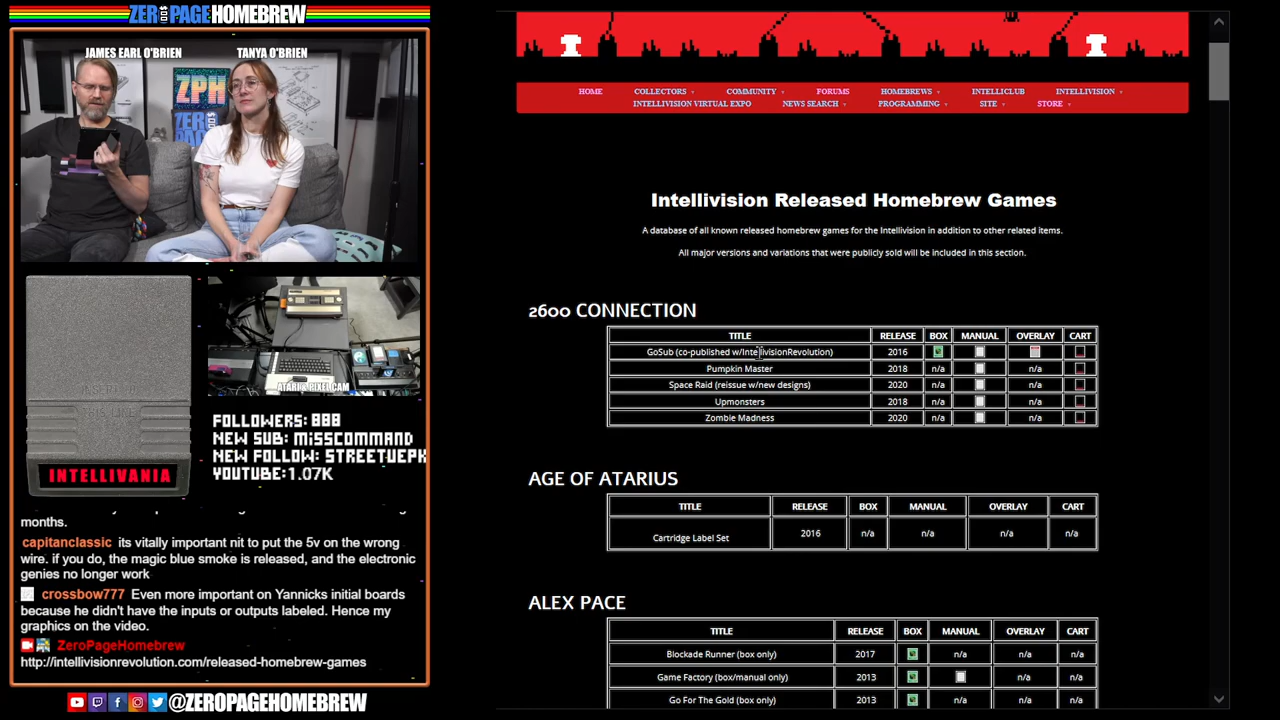 ZERO PAGE HOMEBREW
JAMES EARL O'BRIEN
TANYA O'BRIEN
ZPH
ATARI & PIXEL CAM
INTELLIVANIA
FOLLOWERS: 888
NEW SUB: MISSCOMMAND
NEW FOLLOW: STREETUEPK
YOUTUBE:1.07K
months.
capitanclassic its vitally important nit to put the 5v on the wrong
wire. if you do, the magic blue smoke is released, and the electronic
genies no longer work
crossbow777 Even more important on Yannicks initial boards
because he didn't have the inputs or outputs labeled. Hence my
graphics on the video.
ZeroPageHomebrew
http://intellivisionrevolution.com/released-homebrew-games
@ZEROPAGEHOMEBREW
HOME COLLECTORS COMMUNITY FORUMS HOMEBREWS INTELLICLUB INTELLIVISION
INTELLIVISION VIRTUAL EXPO NEWS SEARCH PROGRAMMING SITE STORE
Intellivision Released Homebrew Games
A database of all known released homebrew games for the Intellivision in addition to other related items.
All major versions and variations that were publicly sold will be included in this section.
2600 CONNECTION
TITLE RELEASE BOX MANUAL OVERLAY CART
GoSub (co-published w/IntellivisionRevolution) 2016
Pumpkin Master 2018 n/a n/a
Space Raid (reissue w/new designs) 2020 n/a n/a
Upmonsters 2018 n/a n/a
Zombie Madness 2020 n/a n/a
AGE OF ATARIUS
TITLE RELEASE BOX MANUAL OVERLAY CART
Cartridge Label Set 2016 n/a n/a n/a n/a
ALEX PACE
TITLE RELEASE BOX MANUAL OVERLAY CART
Blockade Runner (box only) 2017 n/a n/a n/a
Game Factory (box/manual only) 2013 n/a n/a
Go For The Gold (box only) 2013 n/a n/a n/a